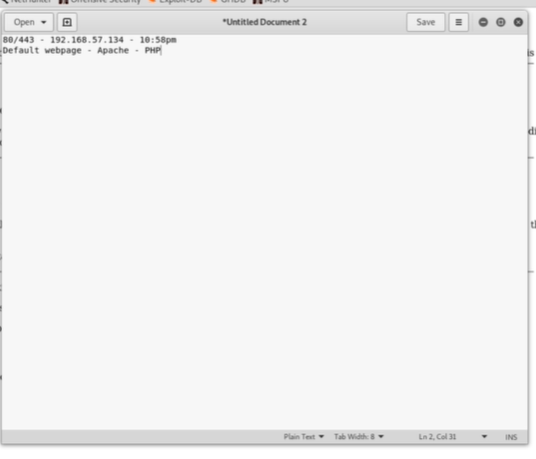 NetHunter Offensive Security Exploit-DB GHDB MSFU
Open *Untitled Document 2 Save
80/443 - 192.168.57.134 - 10:58pm
Default webpage - Apache - PHP
is
Plain Text Tab Width: 8 Ln 2, Col 31 INS